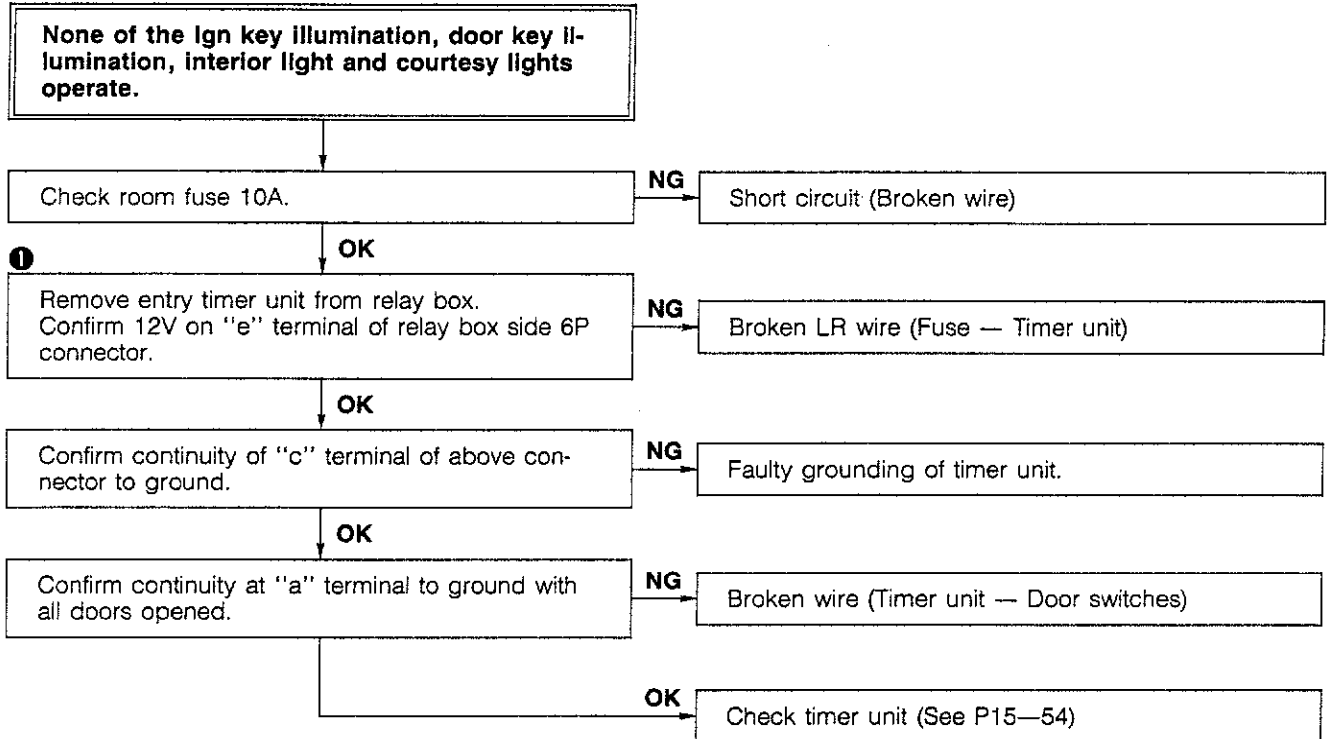 None of the Ign key illumination, door key il-
lumination, interior light and courtesy lights
operate.
Check room fuse 10A.
NG
Short circuit (Broken wire)
OK
❶
Remove entry timer unit from relay box.
Confirm 12V on "e" terminal of relay box side 6P
connector.
NG
Broken LR wire (Fuse — Timer unit)
OK
Confirm continuity of "c" terminal of above con-
nector to ground.
NG
Faulty grounding of timer unit.
OK
Confirm continuity at "a" terminal to ground with
all doors opened.
NG
Broken wire (Timer unit — Door switches)
OK
Check timer unit (See P15—54)